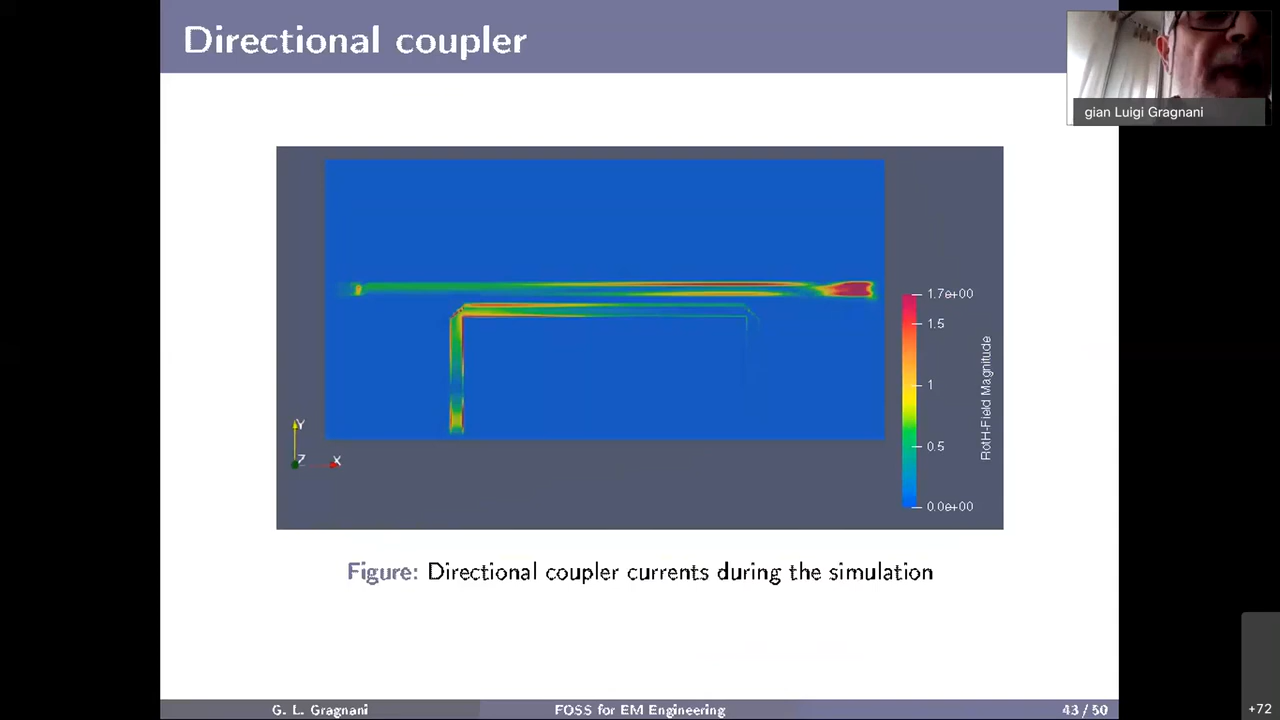 Directional coupler
gian Luigi Gragnani
1.7e+00
1.5
1
0.5
0.0e+00
RotH-Field Magnitude
Y
Z
X
Figure: Directional coupler currents during the simulation
G. L. Gragnani
FOSS for EM Engineering
43 / 50
+72